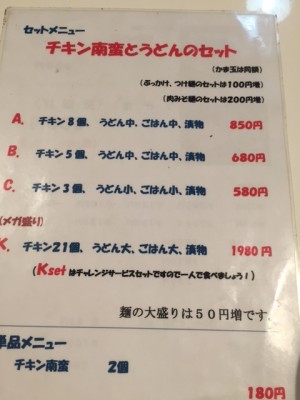 セットメニュー
チキン南蛮とうどんのセット
(かま玉は同額)
(ぶっかけ、つけ麺のセットは100円増)
(肉みそ麺のセットは200円増)
A. チキン8個、うどん中、ごはん中、漬物 850円
B. チキン5個、うどん中、ごはん中、漬物 680円
C. チキン3個、うどん小、ごはん小、漬物 580円
(メガ盛り)
K. チキン21個、うどん大、ごはん大、漬物 1980円
(Ksetはチャレンジサービスセットですので一人で食べましょう!)
麺の大盛りは50円増です
単品メニュー
チキン南蛮 2個
180円